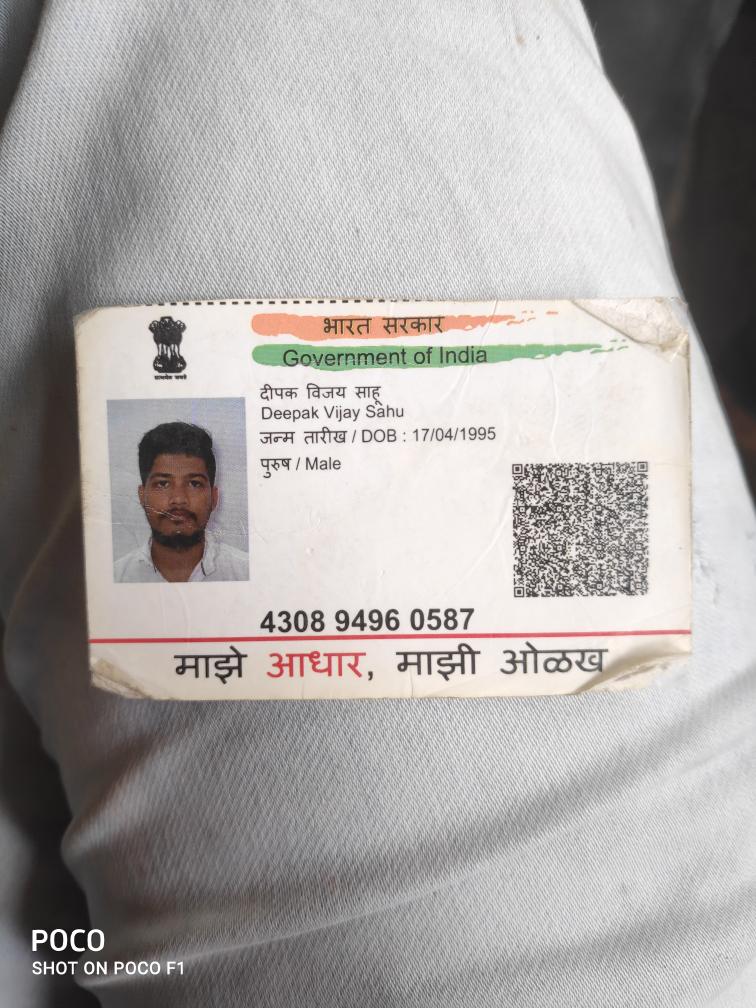 भारत सरकार
Government of India
सत्यमेव जयते
दीपक विजय साहू
Deepak Vijay Sahu
जन्म तारीख / DOB : 17/04/1995
पुरुष / Male
4308 9496 0587
माझे आधार, माझी ओळख
POCO
SHOT ON POCO F1